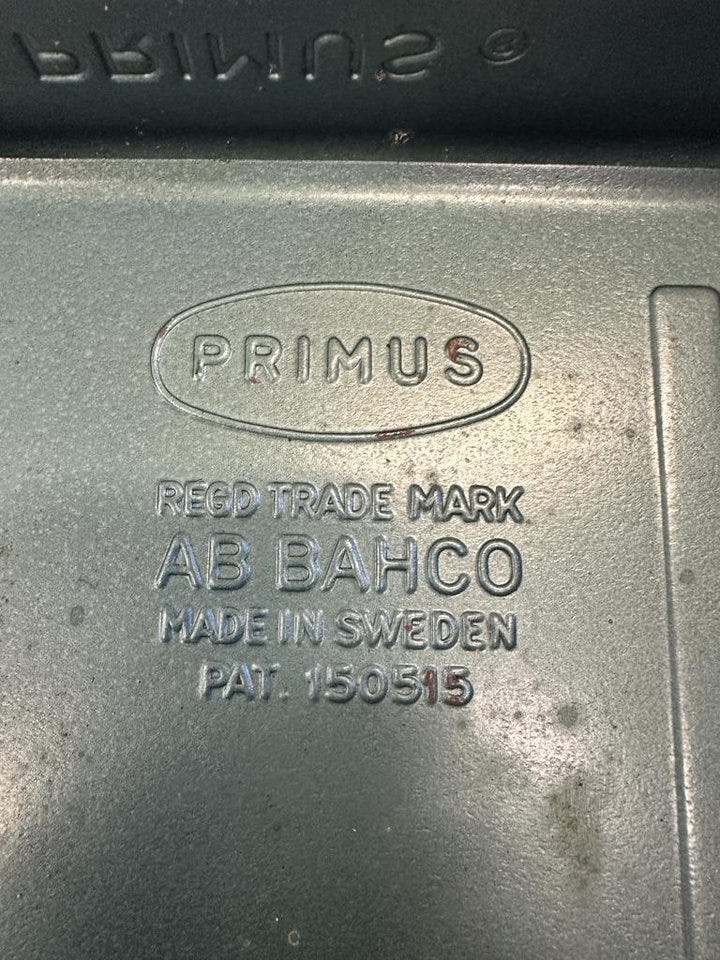 PRIMUS ®
PRIMUS
REGD TRADE MARK
AB BAHCO
MADE IN SWEDEN
PAT. 150515